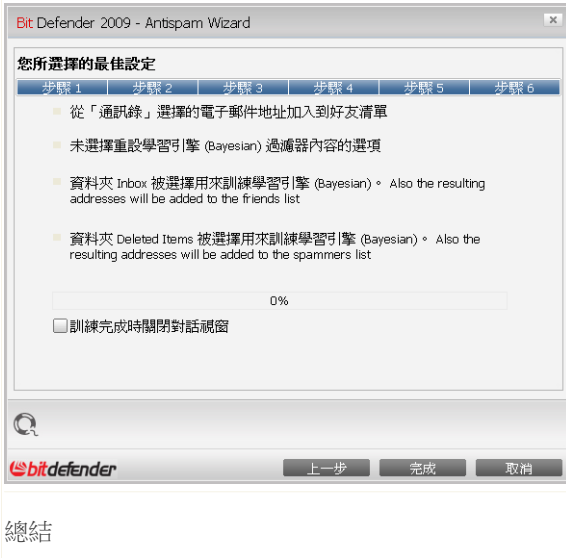 Bit Defender 2009 - Antispam Wizard
您所選擇的最佳設定
步驟 1 步驟 2 步驟 3 步驟 4 步驟 5 步驟 6
從「通訊錄」選擇的電子郵件地址加入到好友清單
未選擇重設學習引擎 (Bayesian) 過濾器內容的選項
資料夾 Inbox 被選擇用來訓練學習引擎 (Bayesian)。 Also the resulting
addresses will be added to the friends list
資料夾 Deleted Items 被選擇用來訓練學習引擎 (Bayesian)。 Also the
resulting addresses will be added to the spammers list
0%
訓練完成時關閉對話視窗
bitdefender 上一步 完成 取消
總結